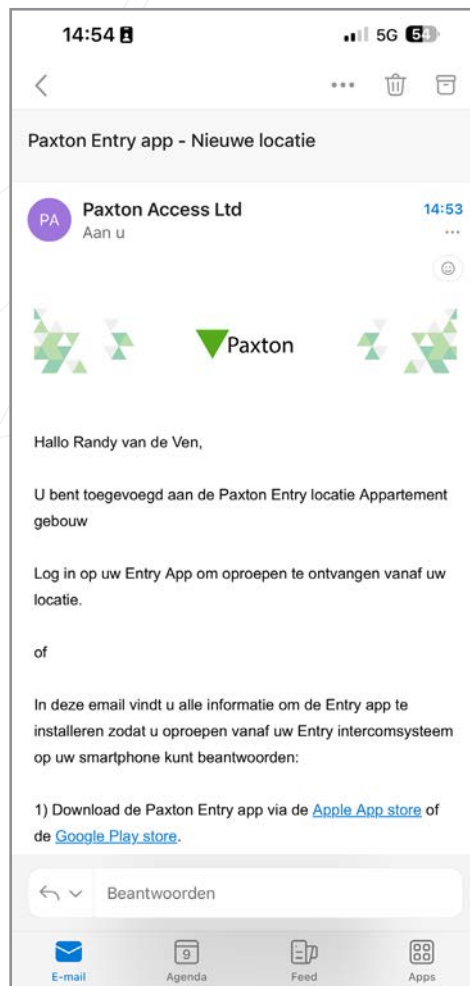 14:54
5G 54
Paxton Entry app - Nieuwe locatie
PA
Paxton Access Ltd
14:53
Aan u
Paxton
Hallo Randy van de Ven,
U bent toegevoegd aan de Paxton Entry locatie Appartement
gebouw
Log in op uw Entry App om oproepen te ontvangen vanaf uw
locatie.
of
In deze email vindt u alle informatie om de Entry app te
installeren zodat u oproepen vanaf uw Entry intercomsysteem
op uw smartphone kunt beantwoorden:
1) Download de Paxton Entry app via de Apple App store of
de Google Play store.
Beantwoorden
9
E-mail
Agenda
Feed
Apps